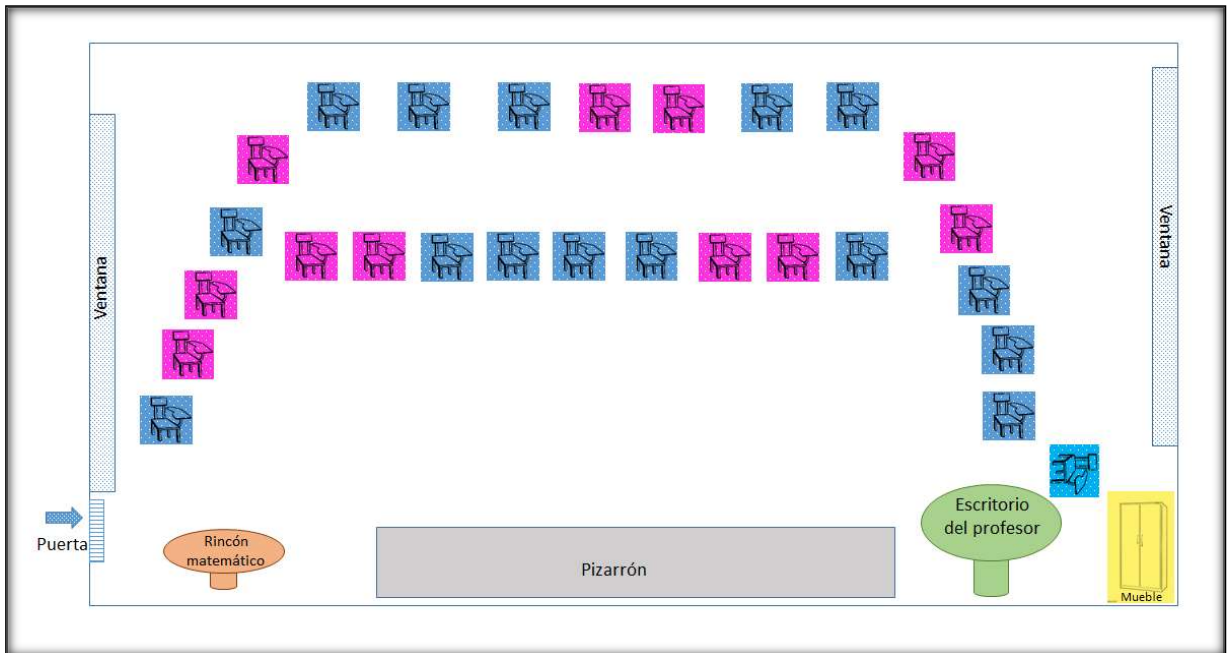 Ventana
Ventana
Puerta
Rincón
matemático
Pizarrón
Escritorio
del profesor
Mueble